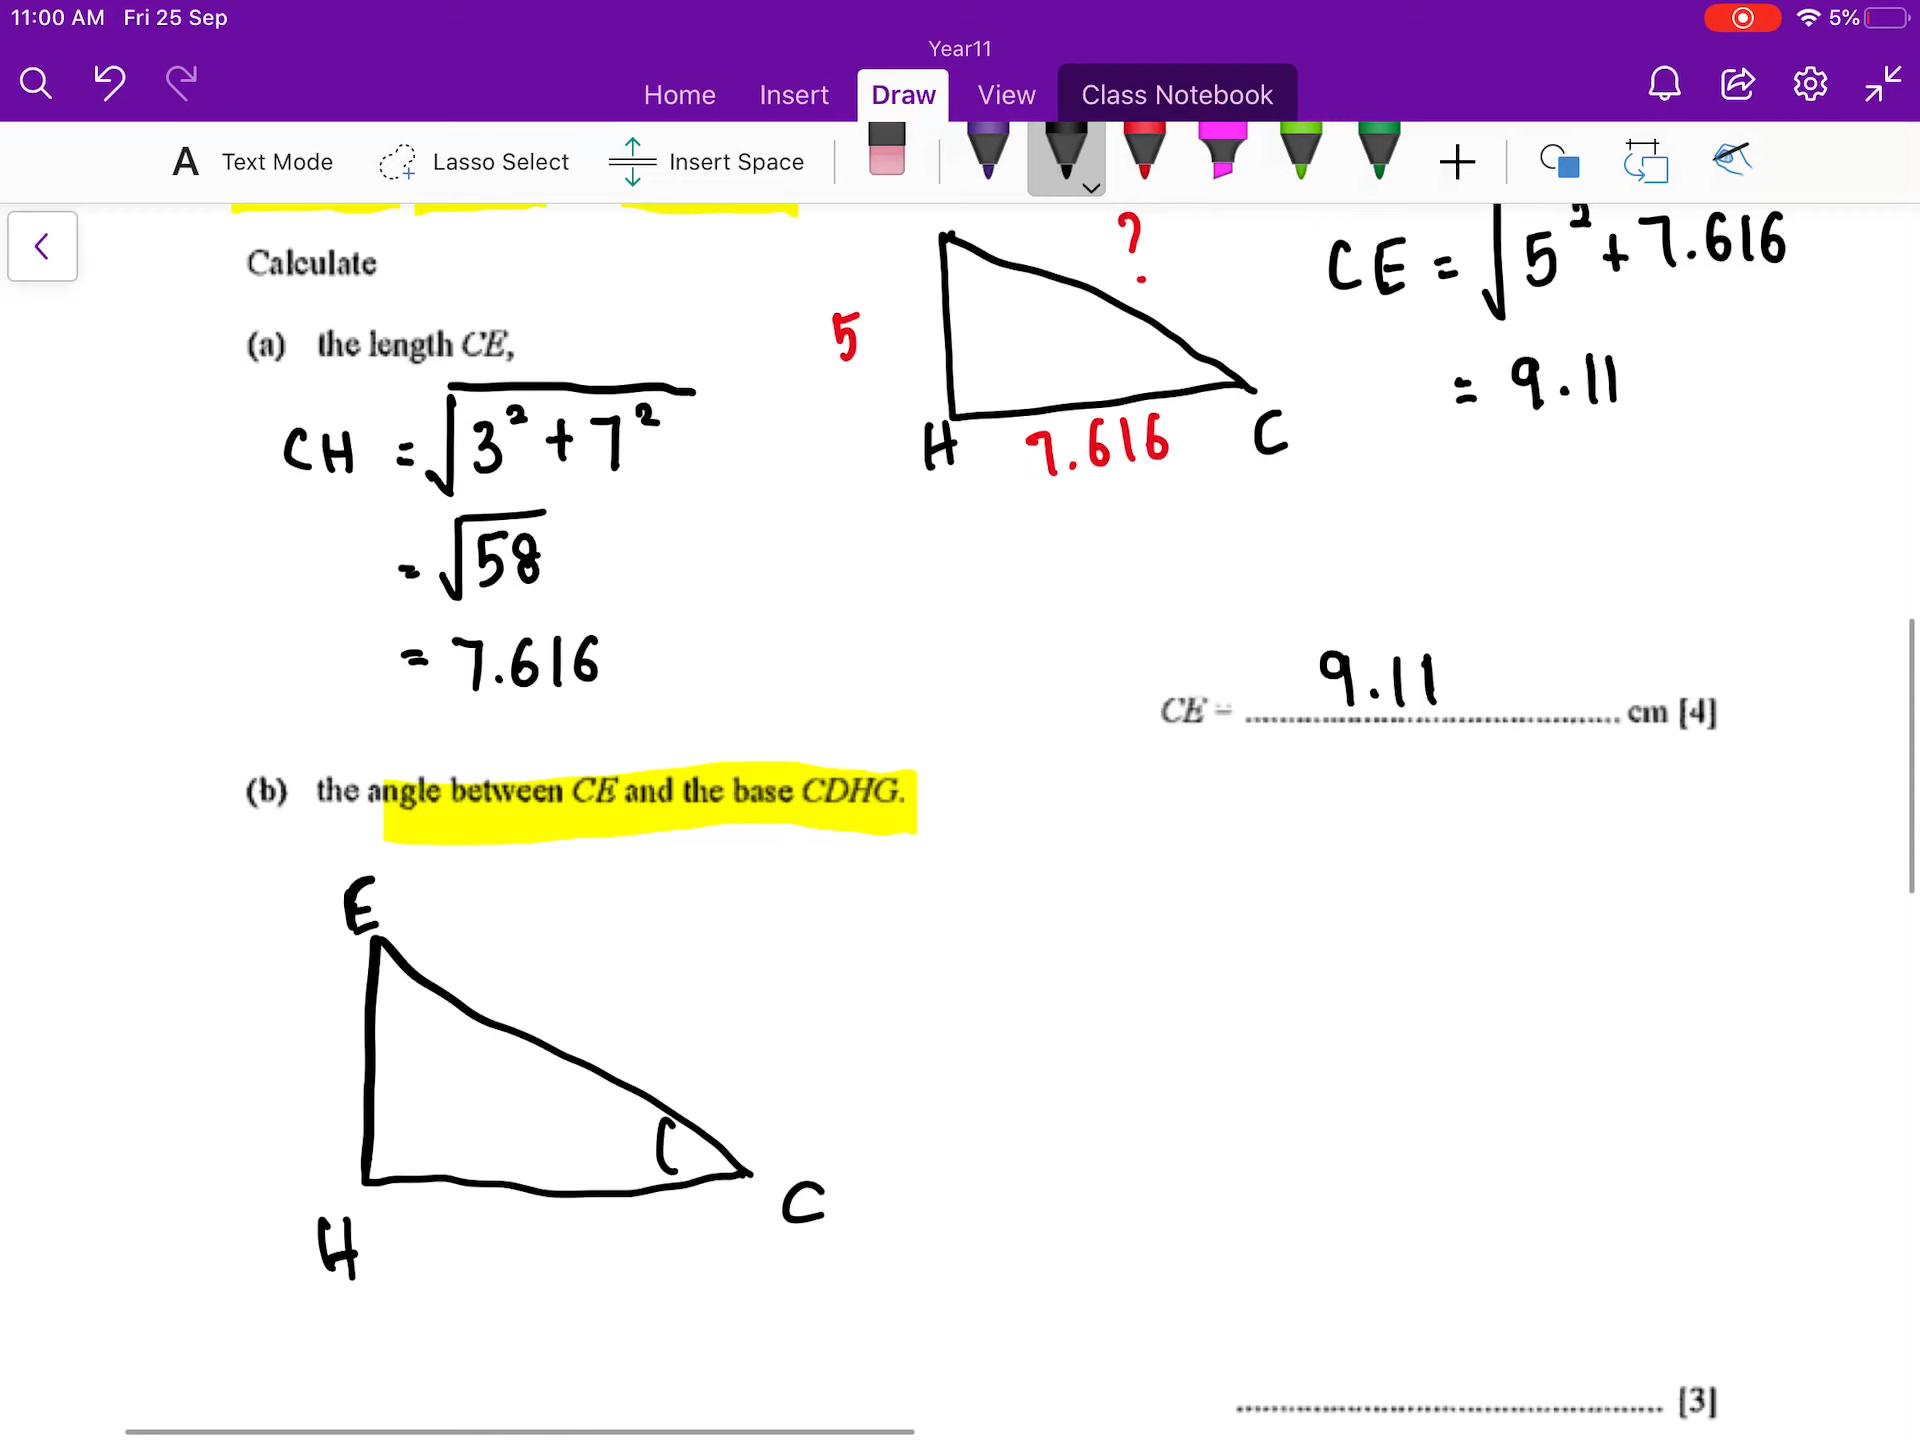 11:00 AM Fri 25 Sep
5%
Year11
Home Insert Draw View Class Notebook
A Text Mode Lasso Select Insert Space
Calculate
(a) the length CE,
CH = √3² + 7²
= √58
= 7.616
?
5
H 7.616 C
CE = √5² + 7.616
= 9.11
9.11
CE = ........................................ cm [4]
(b) the angle between CE and the base CDHG.
E
H
C
........................................ [3]